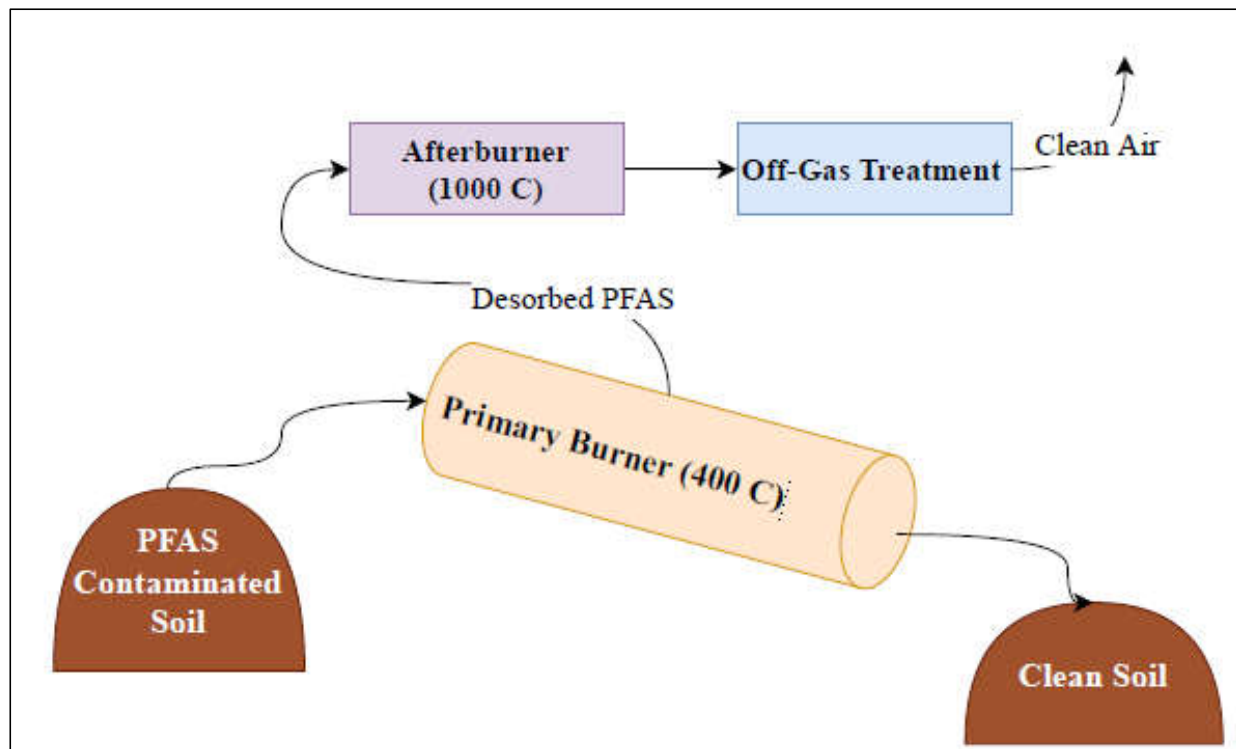 Afterburner
(1000 C)
Off-Gas Treatment
Clean Air
Desorbed PFAS
Primary Burner (400 C)
PFAS
Contaminated
Soil
Clean Soil